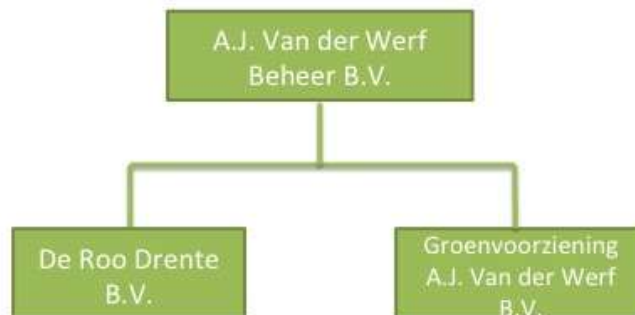 A.J. Van der Werf
Beheer B.V.
De Roo Drente
B.V.
Groenvoorziening
A.J. Van der Werf
B.V.